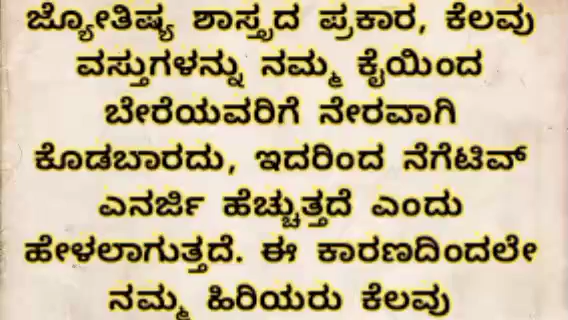 ಜ್ಯೋತಿಷ್ಯ ಶಾಸ್ತ್ರದ ಪ್ರಕಾರ, ಕೆಲವು
ವಸ್ತುಗಳನ್ನು ನಮ್ಮ ಕೈಯಿಂದ
ಬೇರೆಯವರಿಗೆ ನೇರವಾಗಿ
ಕೊಡಬಾರದು, ಇದರಿಂದ ನೆಗೆಟಿವ್
ಎನರ್ಜಿ ಹೆಚ್ಚುತ್ತದೆ ಎಂದು
ಹೇಳಲಾಗುತ್ತದೆ. ಈ ಕಾರಣದಿಂದಲೇ
ನಮ್ಮ ಹಿರಿಯರು ಕೆಲವು